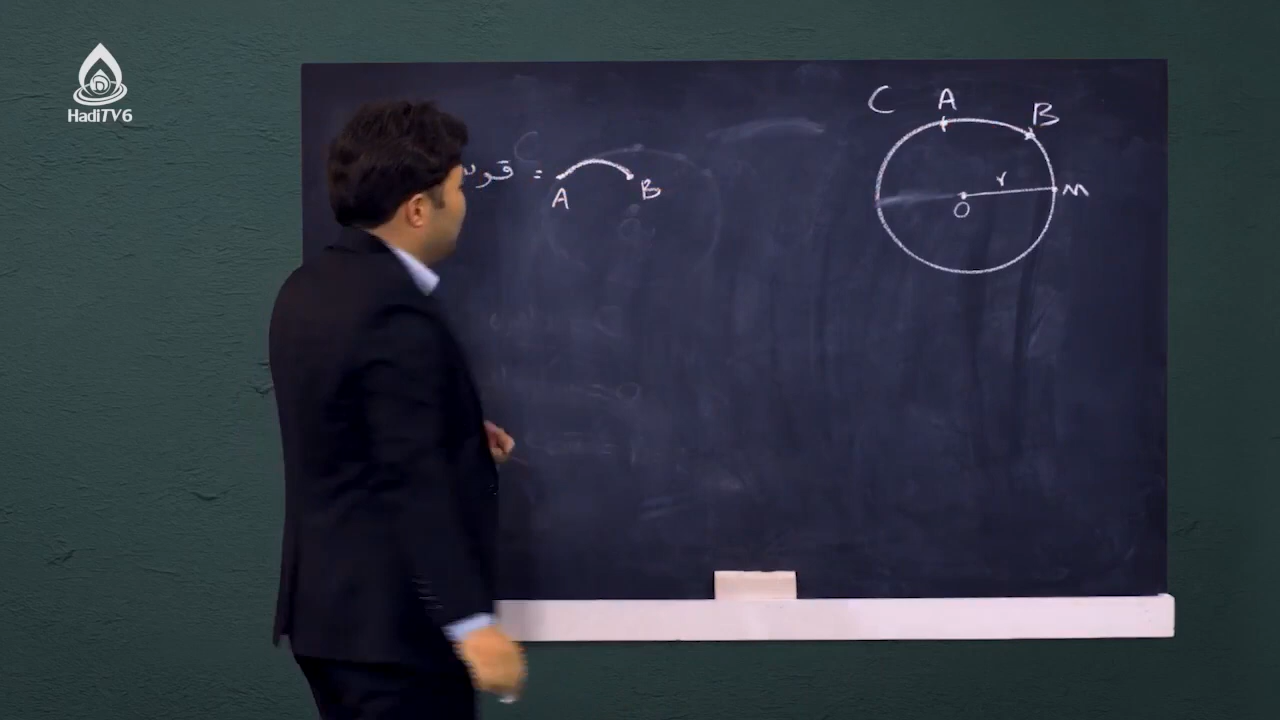 HadiTV6
C A B
r
O M
قوس =
A B